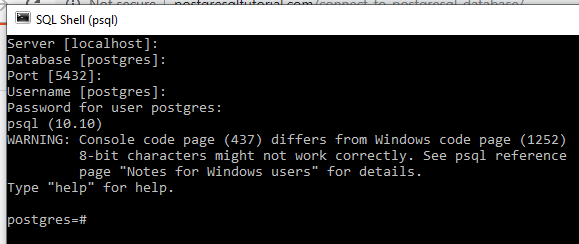 Not secure | postgresqltutorial.com/connect-to-postgresql-database/
SQL Shell (psql)
Server [localhost]:
Database [postgres]:
Port [5432]:
Username [postgres]:
Password for user postgres:
psql (10.10)
WARNING: Console code page (437) differs from Windows code page (1252)
8-bit characters might not work correctly. See psql reference
page "Notes for Windows users" for details.
Type "help" for help.
postgres=#